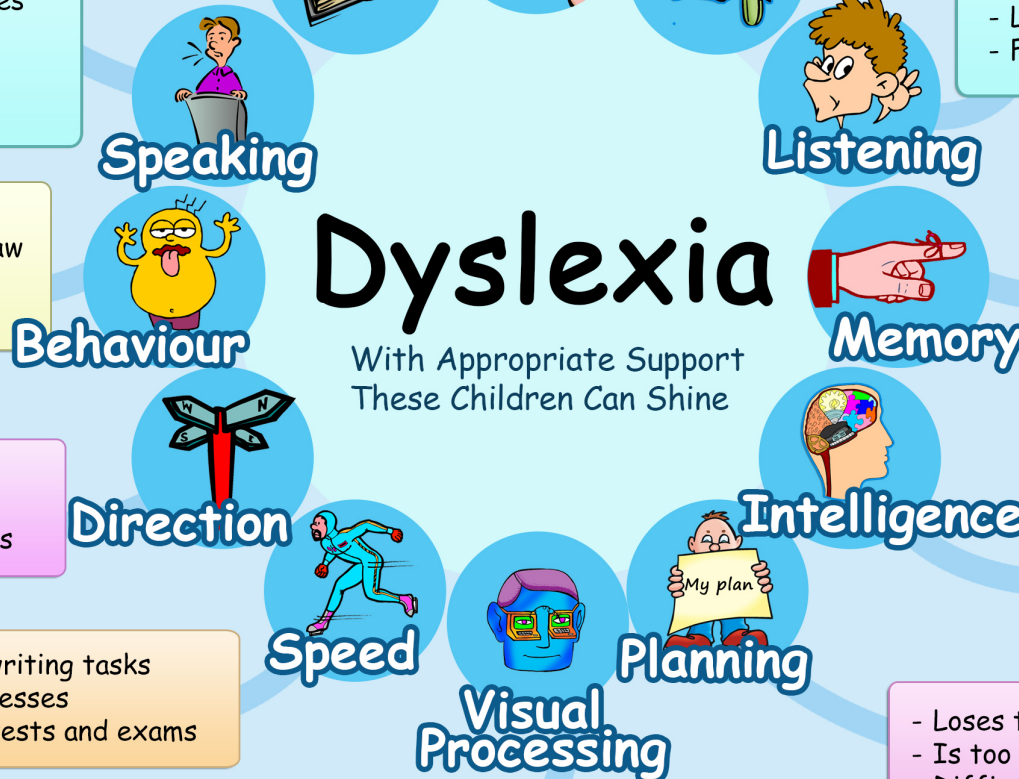 Speaking
Listening
Dyslexia
With Appropriate Support
These Children Can Shine
Behaviour
Memory
W N
S E
Direction
Intelligence
My plan
Speed
Planning
Visual
Processing
writing tasks
ests and exams
- Loses
- Is too